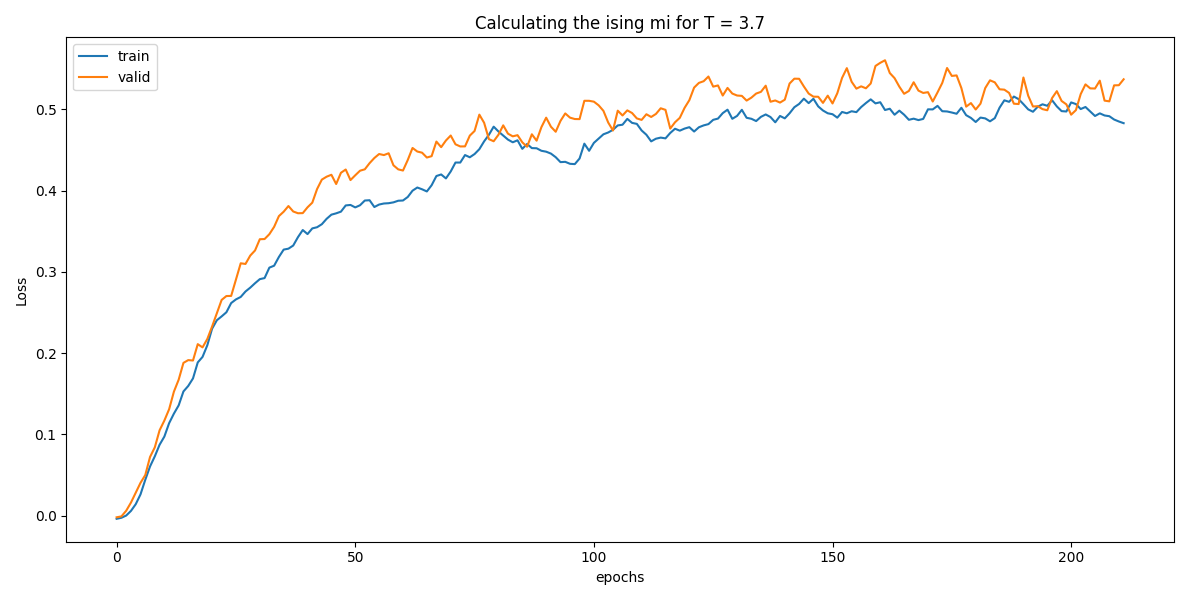 Calculating the ising mi for T = 3.7
train
valid
Loss
0.5
0.4
0.3
0.2
0.1
0.0
0 50 100 150 200
epochs